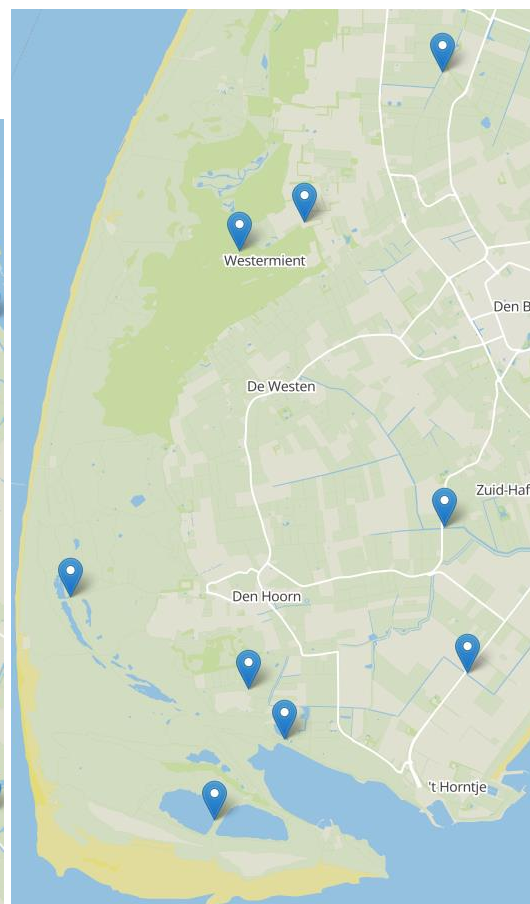 Westermient
Den B
De Westen
Zuid-Haf
Den Hoorn
't Horntje